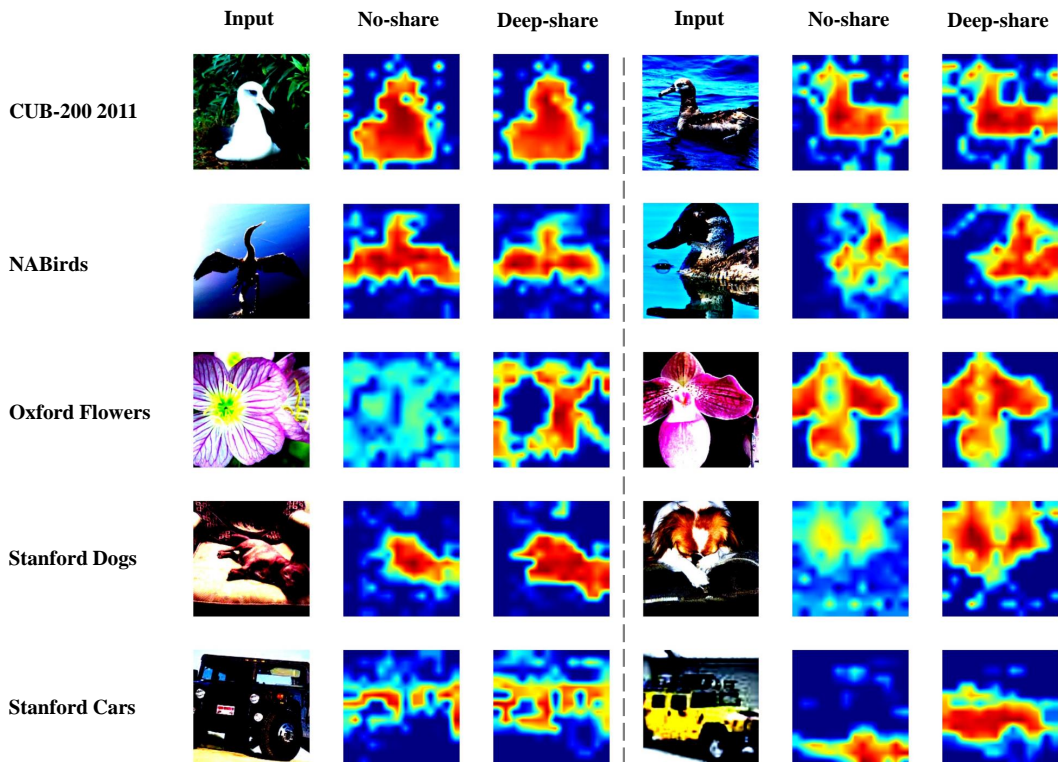 Input No-share Deep-share Input No-share Deep-share
CUB-200 2011
NABirds
Oxford Flowers
Stanford Dogs
Stanford Cars